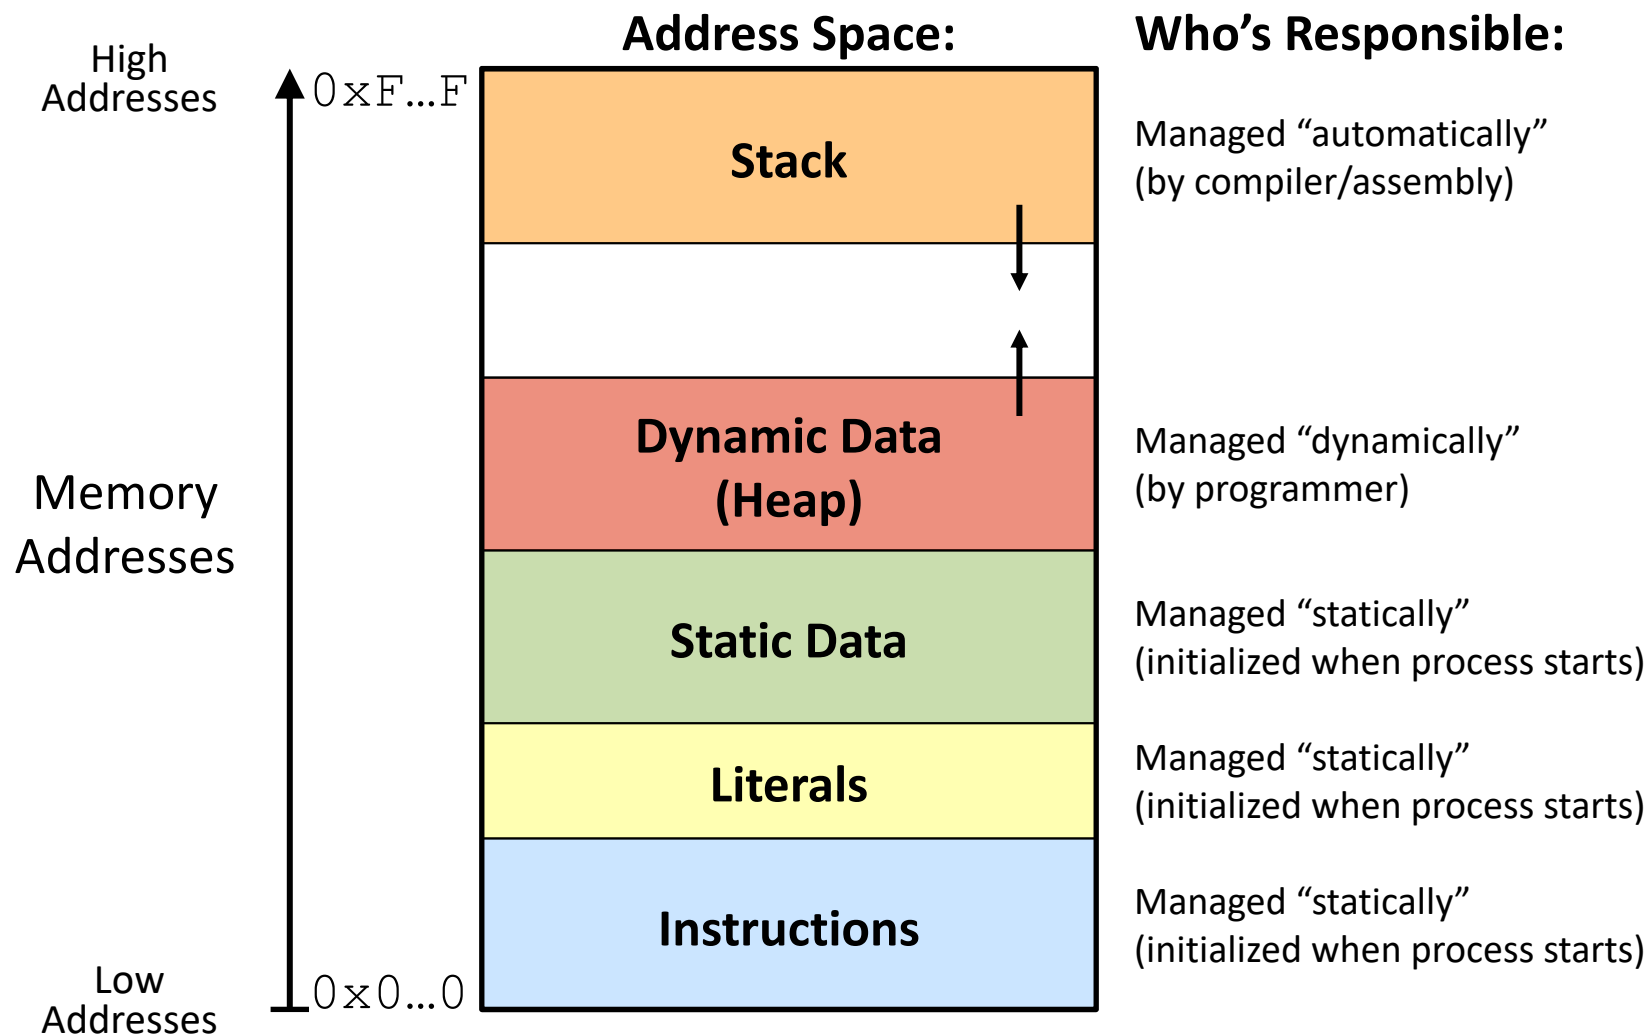 Address Space:
Who’s Responsible:
High
Addresses
0xF…F
Stack
Managed “automatically”
(by compiler/assembly)
Dynamic Data
(Heap)
Managed “dynamically”
(by programmer)
Memory
Addresses
Static Data
Managed “statically”
(initialized when process starts)
Literals
Managed “statically”
(initialized when process starts)
Instructions
Managed “statically”
(initialized when process starts)
Low
Addresses
0x0…0